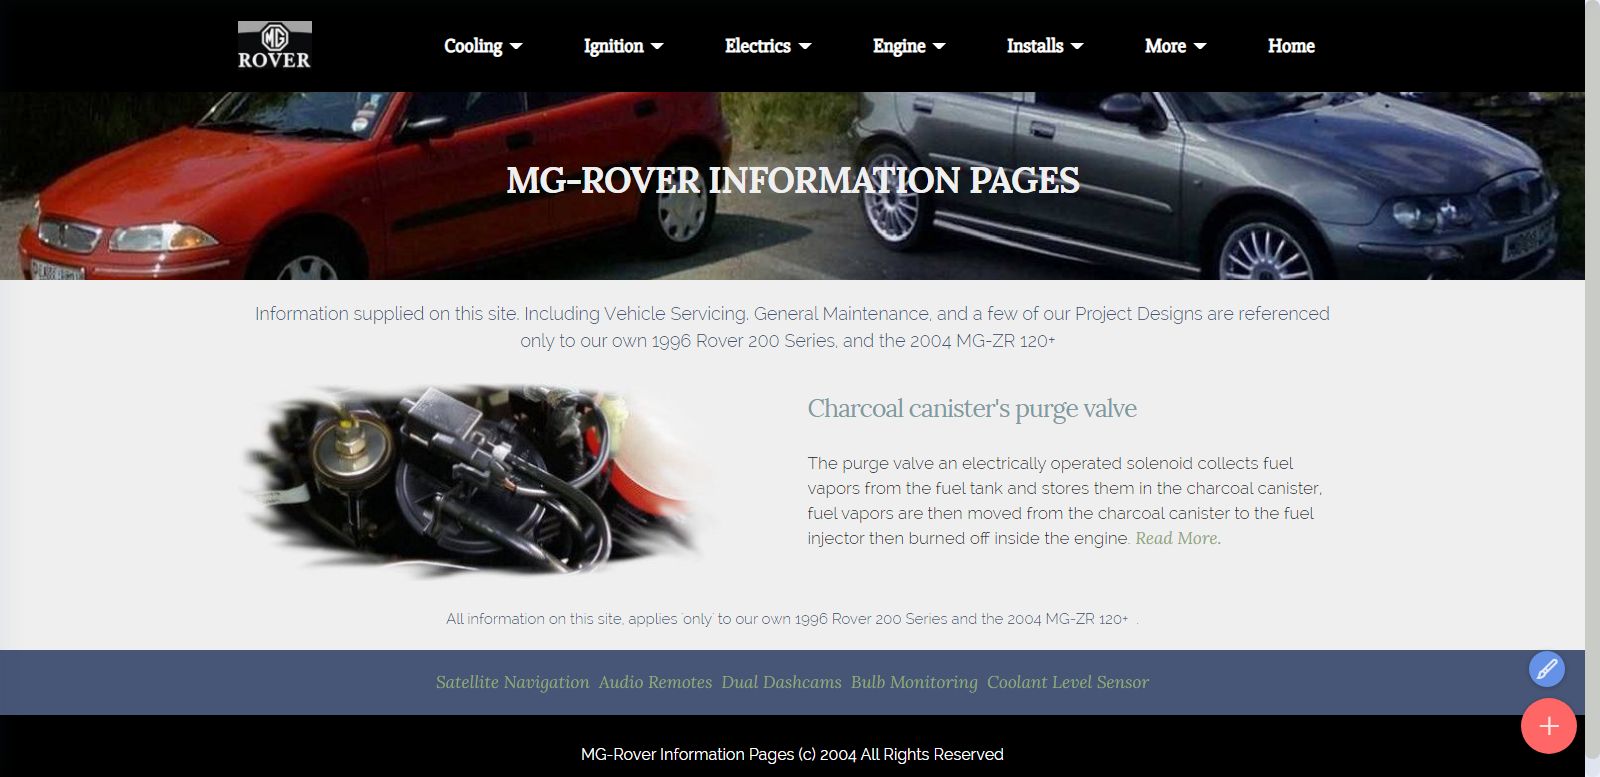 MG
ROVER
Cooling Ignition Electrics Engine Installs More Home
MG-ROVER INFORMATION PAGES
Information supplied on this site. Including Vehicle Servicing. General Maintenance, and a few of our Project Designs are referenced
only to our own 1996 Rover 200 Series, and the 2004 MG-ZR 120+
Charcoal canister's purge valve
The purge valve an electrically operated solenoid collects fuel
vapors from the fuel tank and stores them in the charcoal canister,
fuel vapors are then moved from the charcoal canister to the fuel
injector then burned off inside the engine. Read More.
All information on this site, applies 'only' to our own 1996 Rover 200 Series and the 2004 MG-ZR 120+ .
Satellite Navigation Audio Remotes Dual Dashcams Bulb Monitoring Coolant Level Sensor
MG-Rover Information Pages (c) 2004 All Rights Reserved